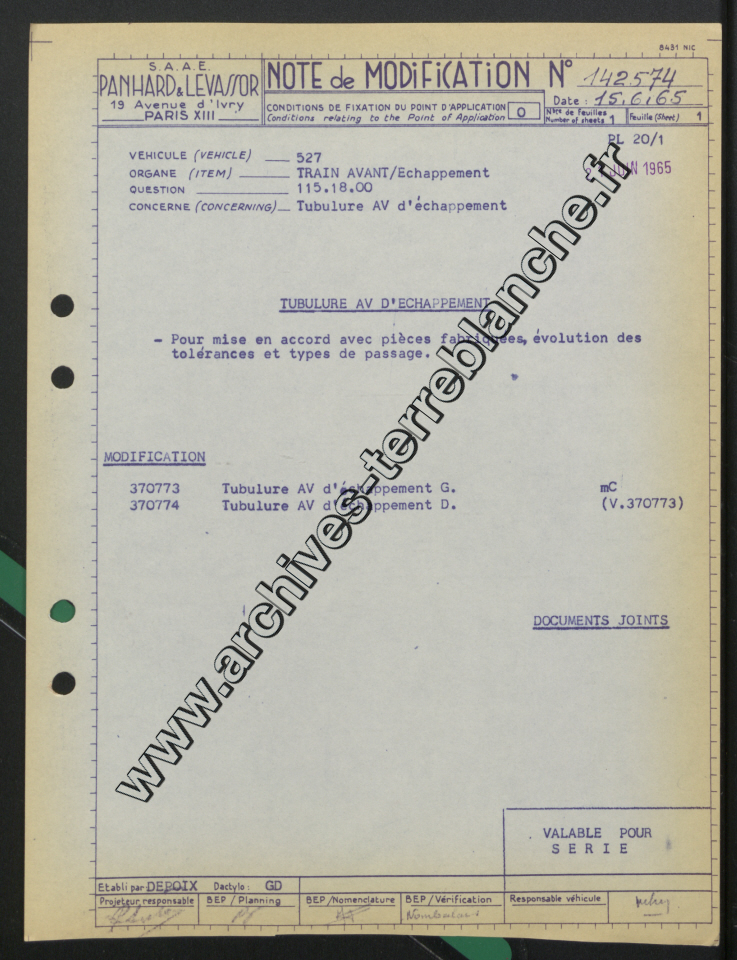 8431 NIC
S.A.A.E.
PANHARD & LEVASSOR
19 Avenue d'Ivry
PARIS XIII
NOTE de MODiFiCATiON N° 142.574
CONDITIONS DE FIXATION DU POINT D'APPLICATION 0
Conditions relating to the Point of Application
Date : 15.6.65
Nbre de feuilles
Number of sheets 1
Feuille (Sheet) 1
PL 20/1
JUIN 1965
VEHICULE (VEHICLE) 527
ORGANE (ITEM) TRAIN AVANT/Echappement
QUESTION 115.18.00
CONCERNE (CONCERNING) Tubulure AV d'échappement
TUBULURE AV D'ECHAPPEMENT
- Pour mise en accord avec pièces fabriquées, évolution des
tolérances et types de passage.
MODIFICATION
370773 Tubulure AV d'échappement G. mC
370774 Tubulure AV d'échappement D. (V.370773)
DOCUMENTS JOINTS
www.archives-terreblanche.fr
VALABLE POUR
SERIE
Etabli par DEPOIX Dactylo : GD
Projeteur responsable
BEP / Planning
BEP /Nomenclature
BEP / Vérification
Responsable véhicule